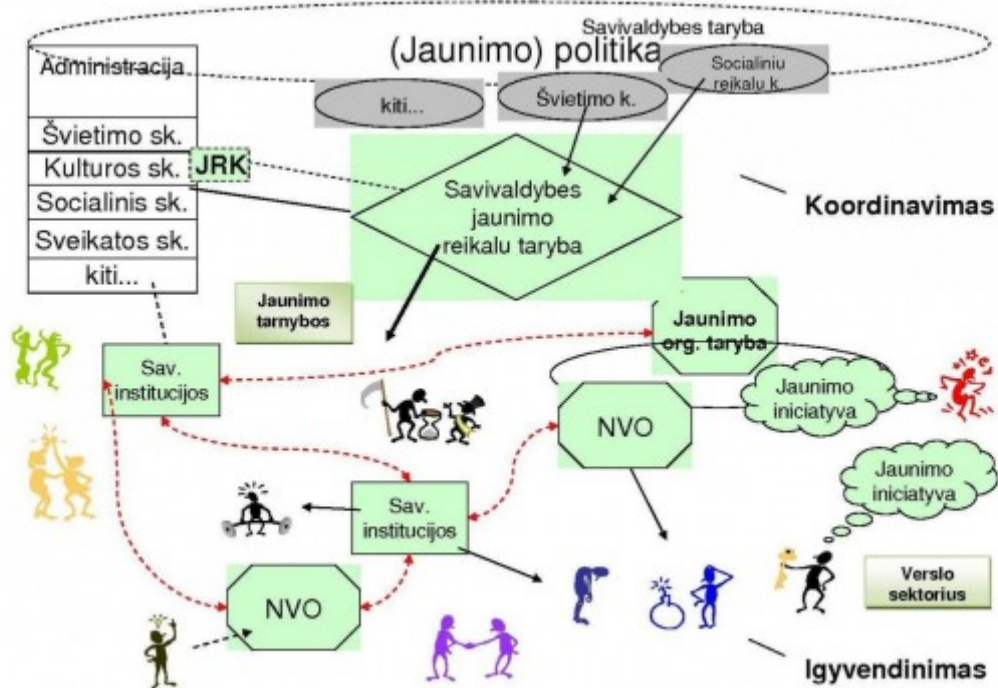 Savivaldybes taryba
(Jaunimo) politika
Administracija
Socialiniu
reikalu k.
kiti...
Švietimo k.
Švietimo sk.
Kulturos sk.
JRK
Socialinis sk.
Sveikatos sk.
kiti...
Savivaldybes
jaunimo
reikalu taryba
Koordinavimas
Jaunimo
tarnybos
Jaunimo
org. taryba
Sav.
institucijos
Jaunimo
iniciatyva
NVO
Jaunimo
iniciatyva
Sav.
institucijos
Verslo
sektorius
NVO
Igyvendinimas